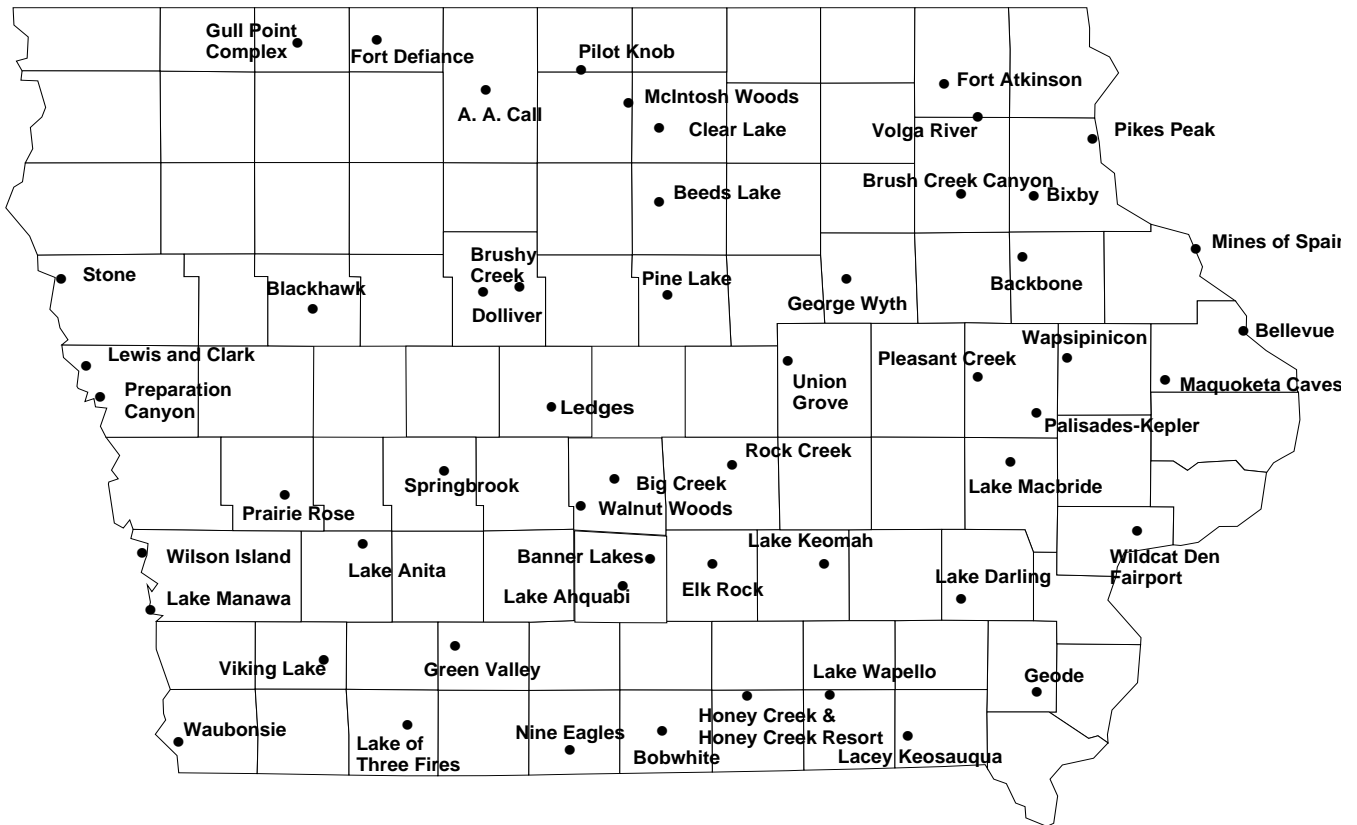 Gull Point
Complex
Fort Defiance
Pilot Knob
Fort Atkinson
A. A. Call
McIntosh Woods
Clear Lake
Volga River
Pikes Peak
Brush Creek Canyon
Bixby
Beeds Lake
Mines of Spain
Stone
Blackhawk
Brushy
Creek
Dolliver
Pine Lake
George Wyth
Backbone
Bellevue
Lewis and Clark
Preparation
Canyon
Ledges
Union
Grove
Pleasant Creek
Wapsipinicon
Maquoketa Caves
Palisades-Kepler
Rock Creek
Springbrook
Prairie Rose
Big Creek
Walnut Woods
Lake Macbride
Wilson Island
Lake Manawa
Lake Anita
Banner Lakes
Lake Ahquabi
Elk Rock
Lake Keomah
Lake Darling
Wildcat Den
Fairport
Viking Lake
Green Valley
Lake Wapello
Geode
Waubonsie
Lake of
Three Fires
Nine Eagles
Bobwhite
Honey Creek &
Honey Creek Resort
Lacey Keosauqua